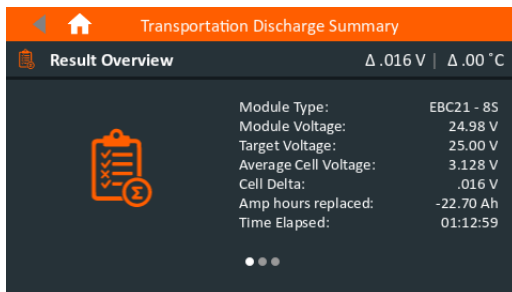 Transportation Discharge Summary
Result Overview Δ .016 V | Δ .00 °C
Module Type: EBC21 - 8S
Module Voltage: 24.98 V
Target Voltage: 25.00 V
Average Cell Voltage: 3.128 V
Cell Delta: .016 V
Amp hours replaced: -22.70 Ah
Time Elapsed: 01:12:59
Σ